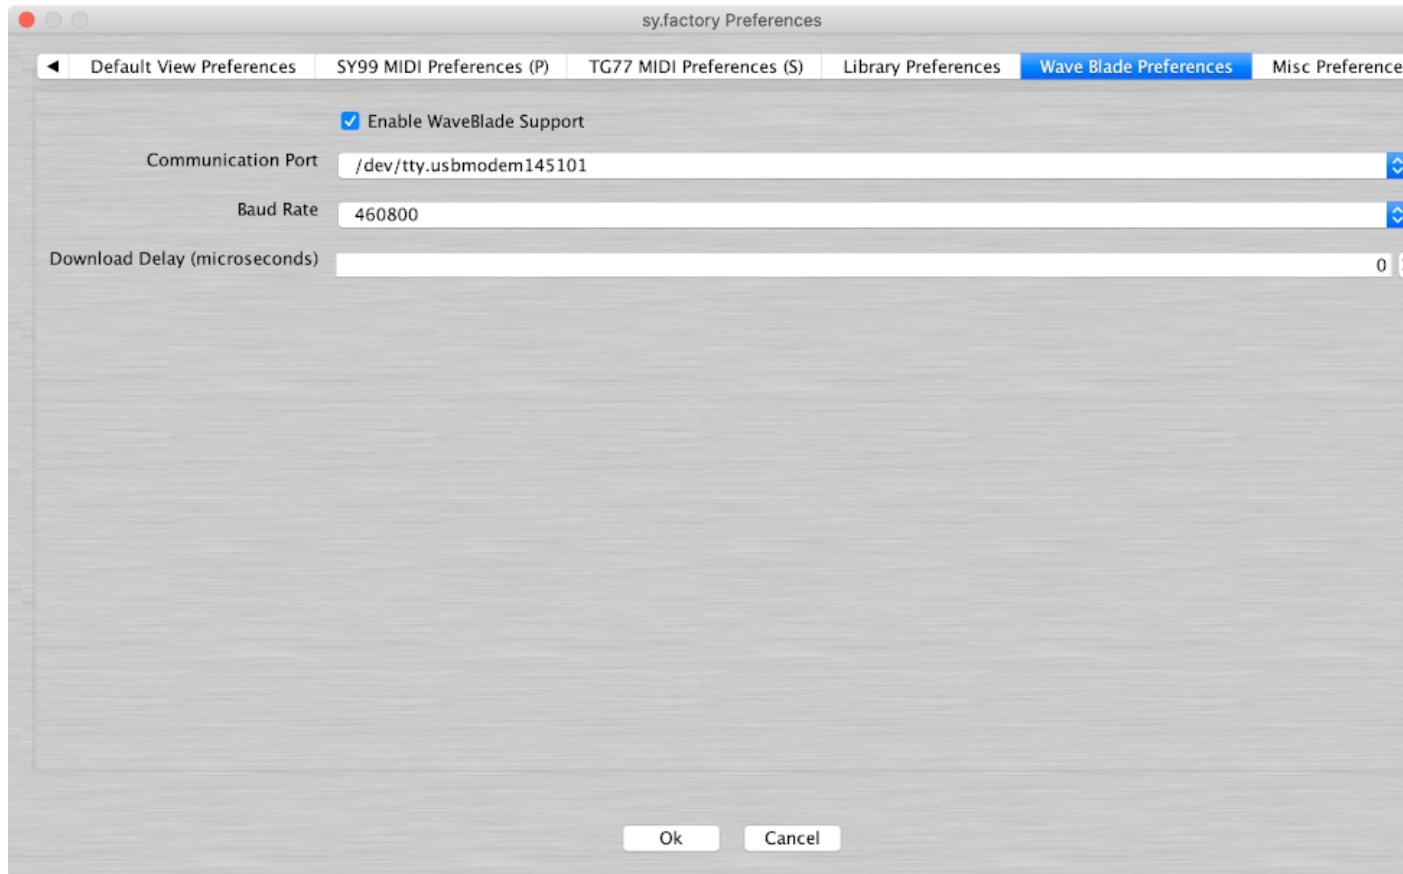 sy.factory Preferences
◀ Default View Preferences SY99 MIDI Preferences (P) TG77 MIDI Preferences (S) Library Preferences Wave Blade Preferences Misc Preference
Enable WaveBlade Support
Communication Port /dev/tty.usbmodem145101
Baud Rate 460800
Download Delay (microseconds) 0
Ok Cancel